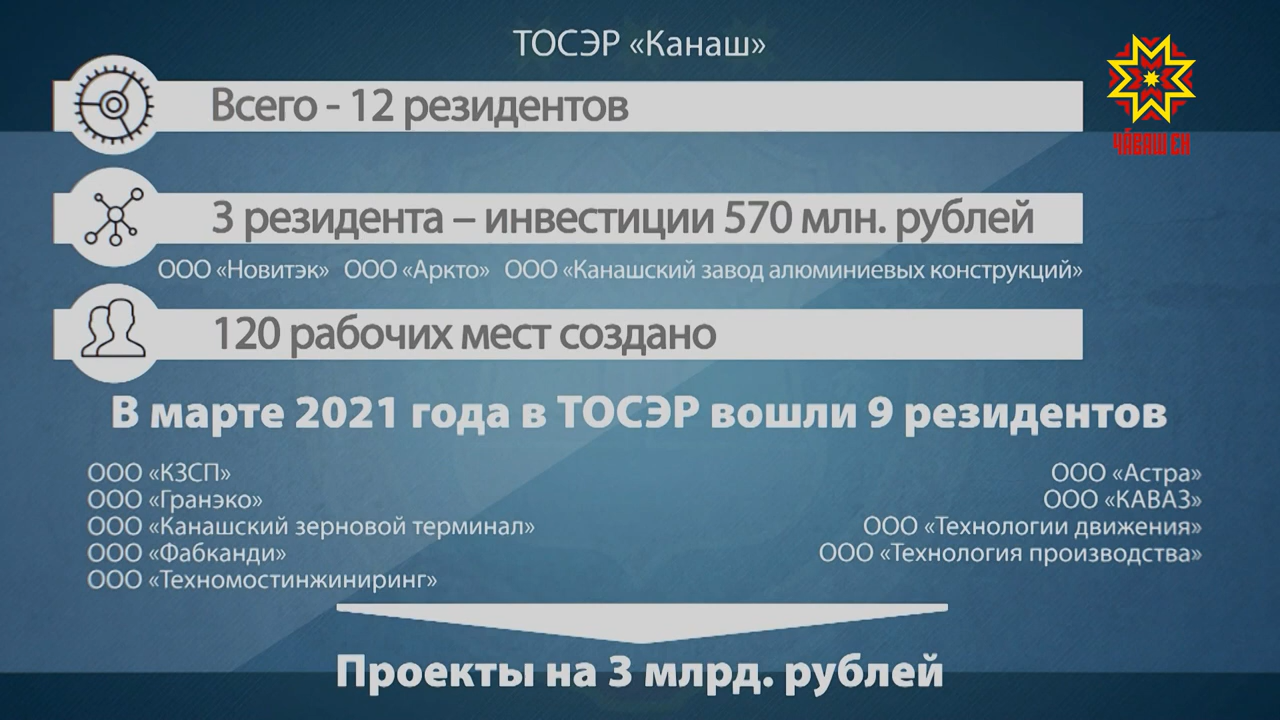 ТОСЭР «Канаш»
Всего - 12 резидентов
ЧӐВАШ ЕН
3 резидента – инвестиции 570 млн. рублей
ООО «Новитэк» ООО «Аркто» ООО «Канашский завод алюминиевых конструкций»
120 рабочих мест создано
В марте 2021 года в ТОСЭР вошли 9 резидентов
ООО «КЗСП»
ООО «Гранэко»
ООО «Канашский зерновой терминал»
ООО «Фабканди»
ООО «Техномостинжиниринг»
ООО «Астра»
ООО «КАВАЗ»
ООО «Технологии движения»
ООО «Технология производства»
Проекты на 3 млрд. рублей